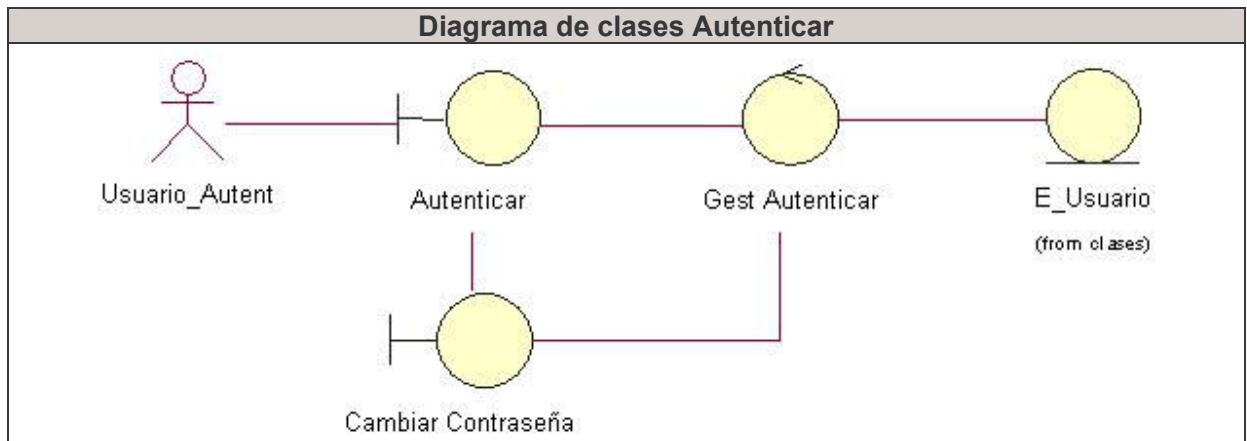 Diagrama de clases Autenticar
Usuario_Autent
Autenticar
Gest Autenticar
E_Usuario
(from clases)
Cambiar Contraseña